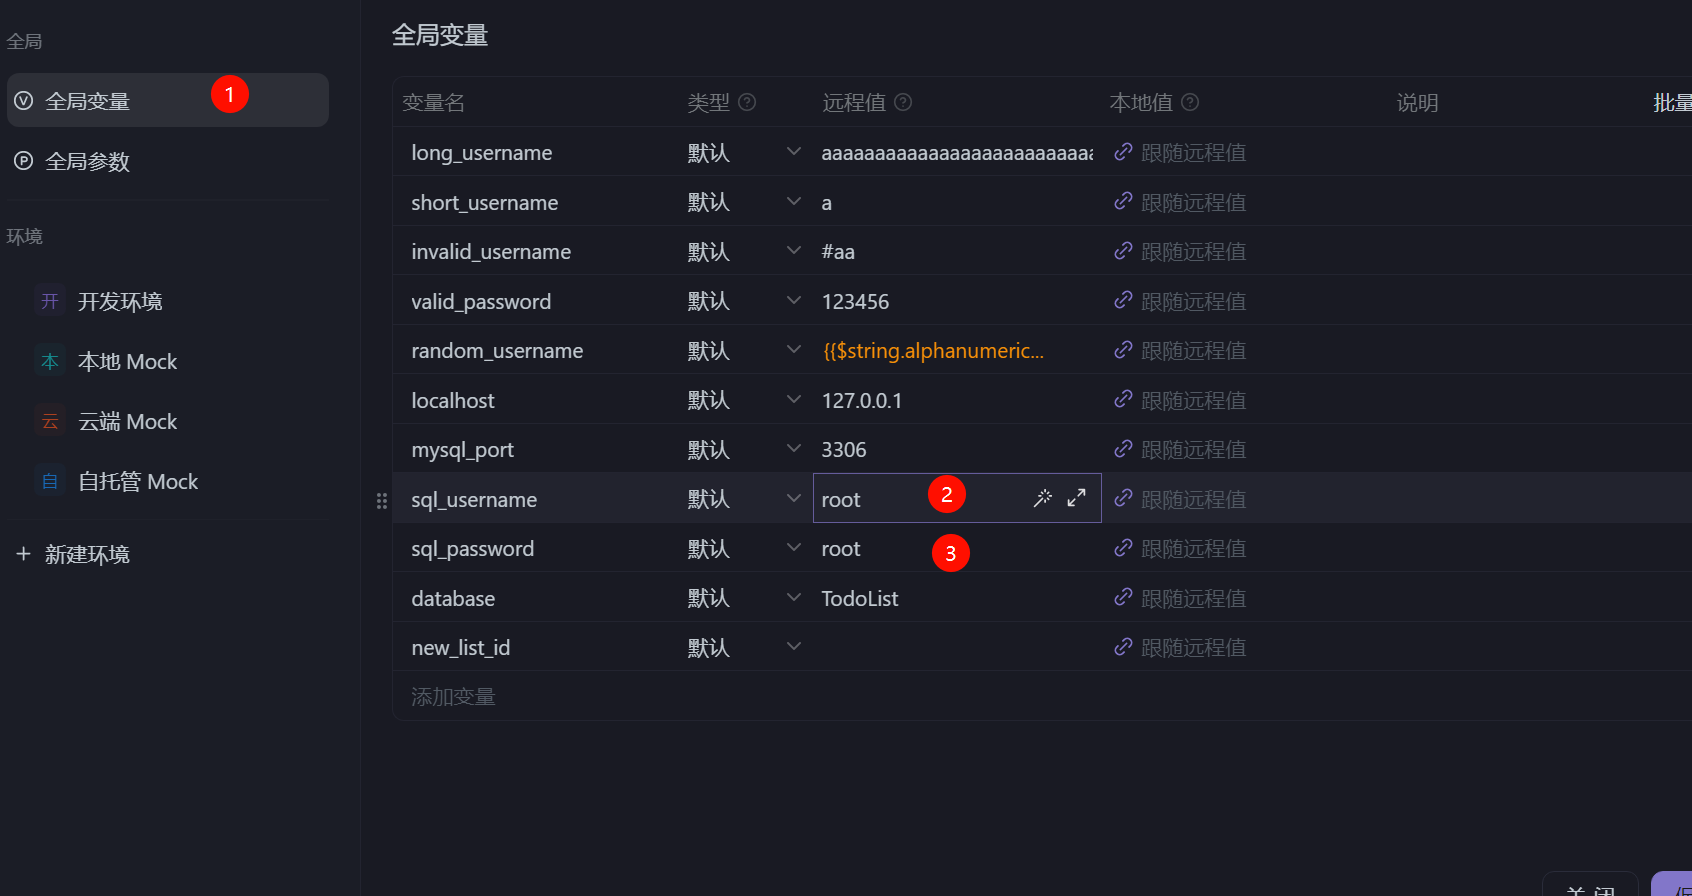 全局
全局变量
1
全局参数
环境
开 开发环境
本 本地 Mock
云 云端 Mock
自 自托管 Mock
新建环境
全局变量
变量名 类型 远程值 本地值 说明 批量
long_username 默认 aaaaaaaaaaaaaaaaaaaaaaaaaa 跟随远程值
short_username 默认 a 跟随远程值
invalid_username 默认 #aa 跟随远程值
valid_password 默认 123456 跟随远程值
random_username 默认 {{$string.alphanumeric... 跟随远程值
localhost 默认 127.0.0.1 跟随远程值
mysql_port 默认 3306 跟随远程值
sql_username 默认 root 2 跟随远程值
sql_password 默认 root 3 跟随远程值
database 默认 TodoList 跟随远程值
new_list_id 默认 跟随远程值
添加变量
关 闭